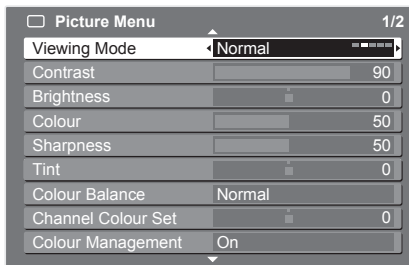 Picture Menu 1/2
Viewing Mode Normal
Contrast 90
Brightness 0
Colour 50
Sharpness 50
Tint 0
Colour Balance Normal
Channel Colour Set 0
Colour Management On